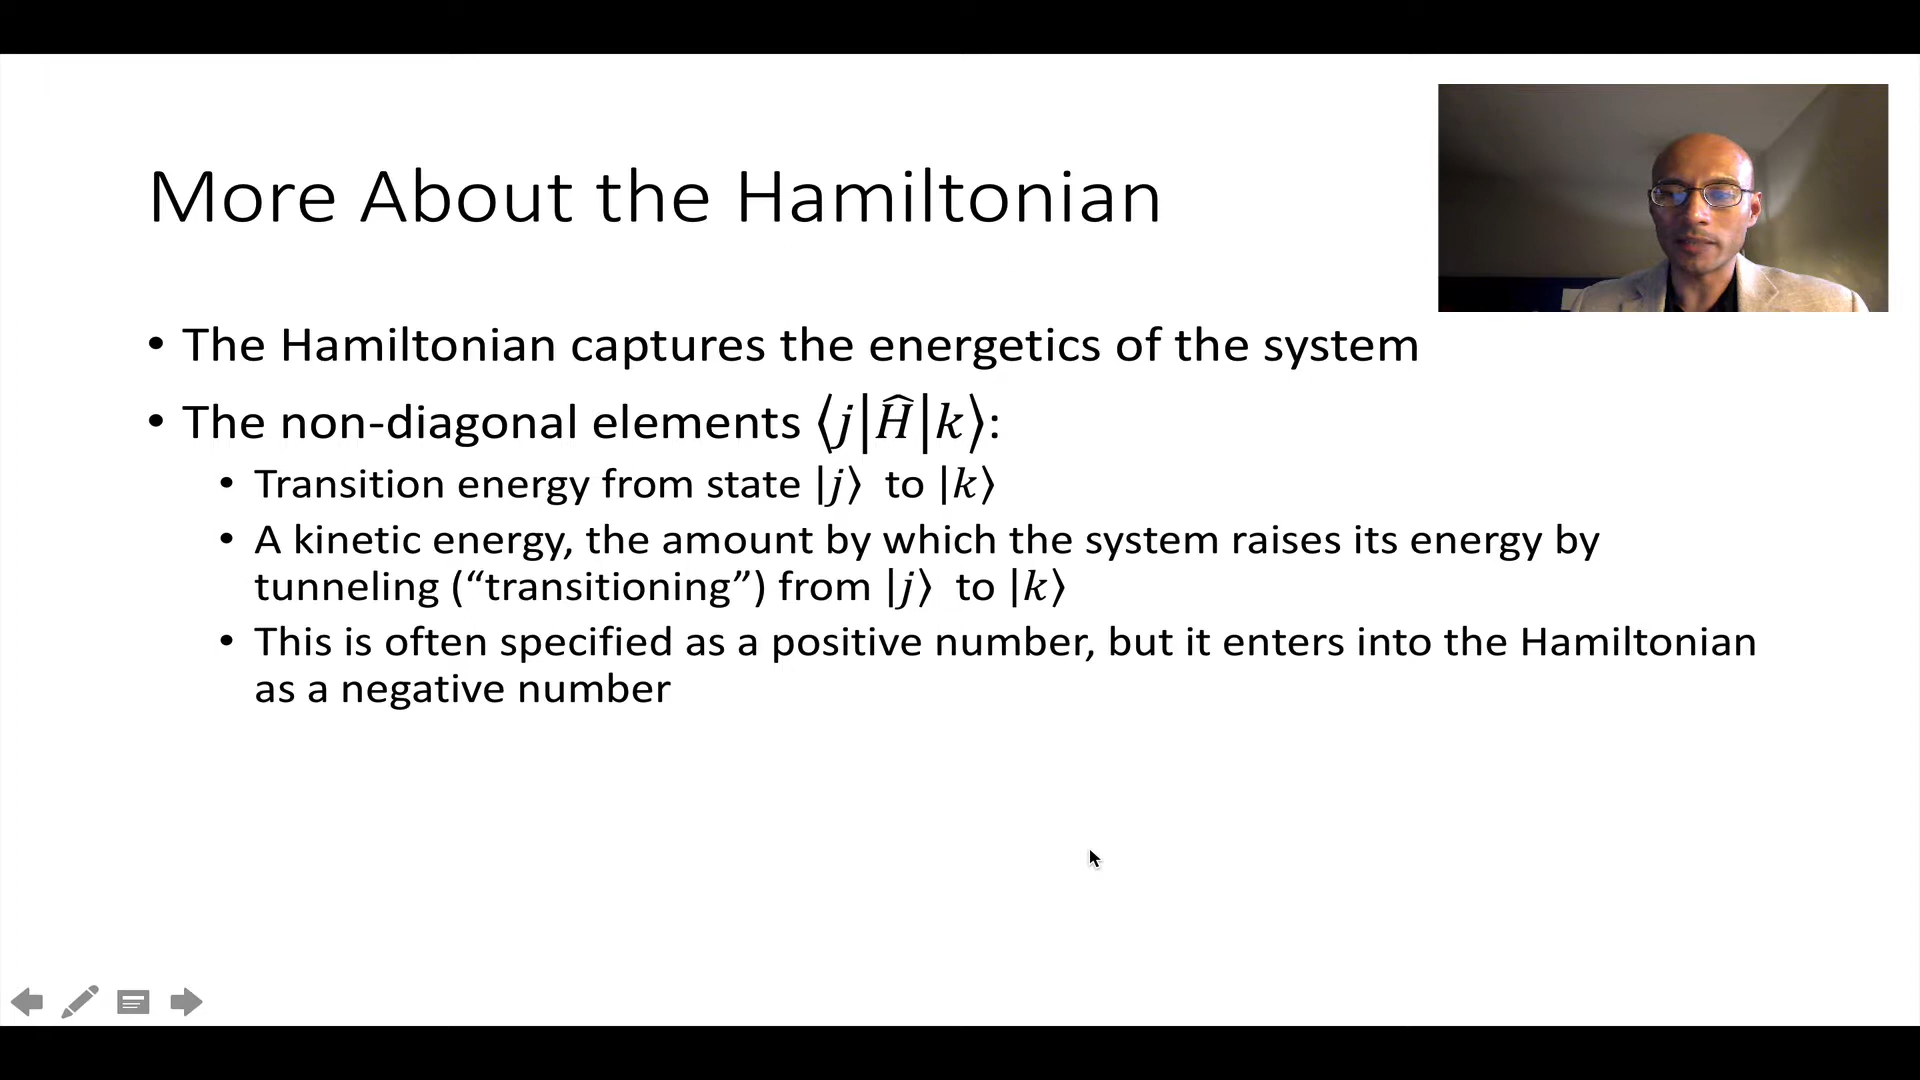 More About the Hamiltonian
• The Hamiltonian captures the energetics of the system
• The non-diagonal elements ⟨j|Ĥ|k⟩:
• Transition energy from state |j⟩ to |k⟩
• A kinetic energy, the amount by which the system raises its energy by
tunneling (“transitioning”) from |j⟩ to |k⟩
• This is often specified as a positive number, but it enters into the Hamiltonian
as a negative number